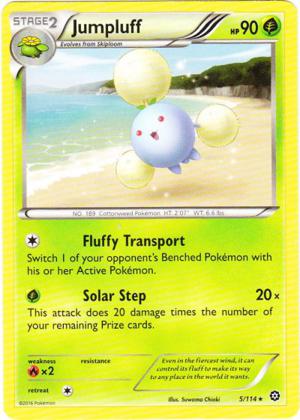 STAGE2
Jumpluff
HP90
Evolves from Skiploom
NO. 189 Cottonweed Pokémon HT. 2'07" WT. 6.6 lbs
Fluffy Transport
Switch 1 of your opponent's Benched Pokémon with
his or her Active Pokémon.
Solar Step 20×
This attack does 20 damage times the number of
your remaining Prize cards.
weakness
×2
resistance
retreat
Even in the fiercest wind, it can
control its fluff to make its way
to any place in the world it wants.
©2016 Pokémon
Illus. Suwama Chiaki
5/114★